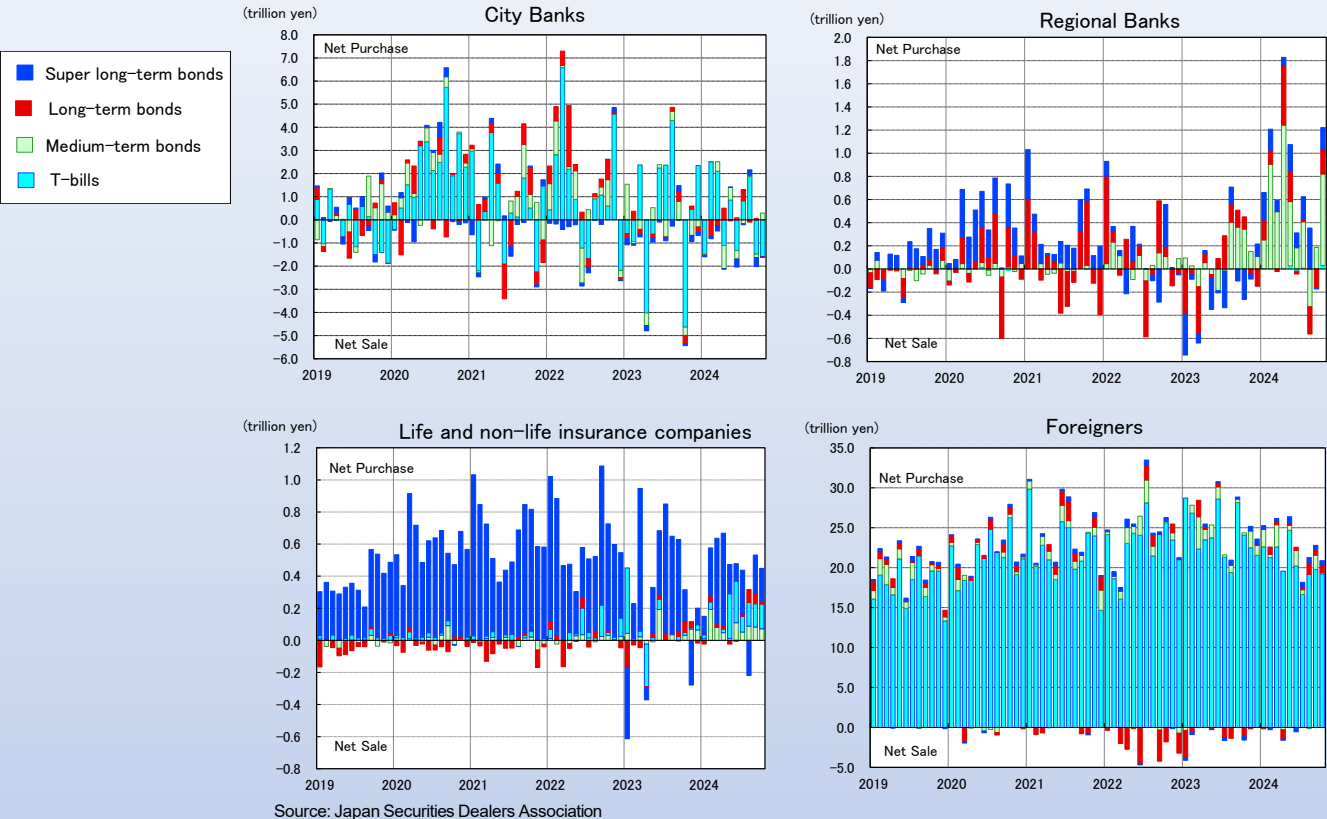 Super long-term bonds
Long-term bonds
Medium-term bonds
T-bills
(trillion yen)
City Banks
8.0
7.0
6.0
5.0
4.0
3.0
2.0
1.0
0.0
-1.0
-2.0
-3.0
-4.0
-5.0
-6.0
Net Purchase
Net Sale
2019 2020 2021 2022 2023 2024
(trillion yen)
Regional Banks
2.0
1.8
1.6
1.4
1.2
1.0
0.8
0.6
0.4
0.2
0.0
-0.2
-0.4
-0.6
-0.8
Net Purchase
Net Sale
2019 2020 2021 2022 2023 2024
(trillion yen)
Life and non-life insurance companies
1.2
1.0
0.8
0.6
0.4
0.2
0.0
-0.2
-0.4
-0.6
-0.8
Net Purchase
Net Sale
2019 2020 2021 2022 2023 2024
(trillion yen)
Foreigners
35.0
30.0
25.0
20.0
15.0
10.0
5.0
0.0
-5.0
Net Purchase
Net Sale
2019 2020 2021 2022 2023 2024
Source: Japan Securities Dealers Association